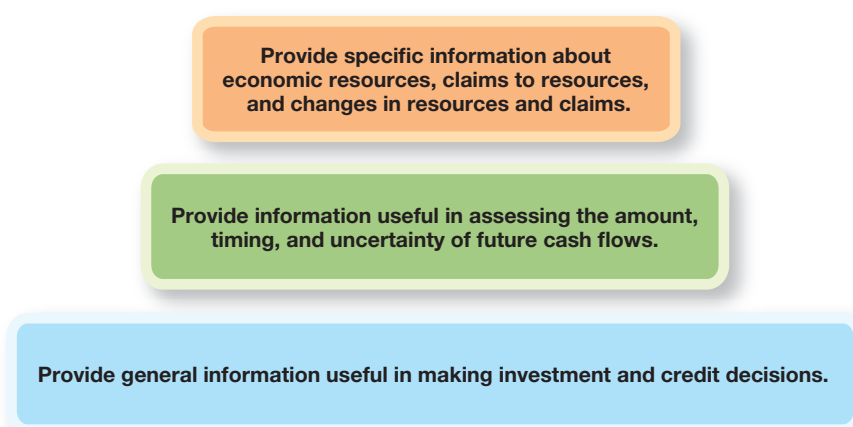 Provide specific information about
economic resources, claims to resources,
and changes in resources and claims.
Provide information useful in assessing the amount,
timing, and uncertainty of future cash flows.
Provide general information useful in making investment and credit decisions.